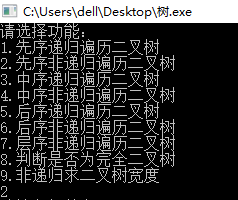 C:\Users\dell\Desktop\树.exe
请选择功能：
1.先序递归遍历二叉树
2.先序非递归遍历二叉树
3.中序递归遍历二叉树
4.中序非递归遍历二叉树
5.后序递归遍历二叉树
6.后序非递归遍历二叉树
7.层序非递归遍历二叉树
8.判断是否为完全二叉树
9.非递归求二叉树宽度
2